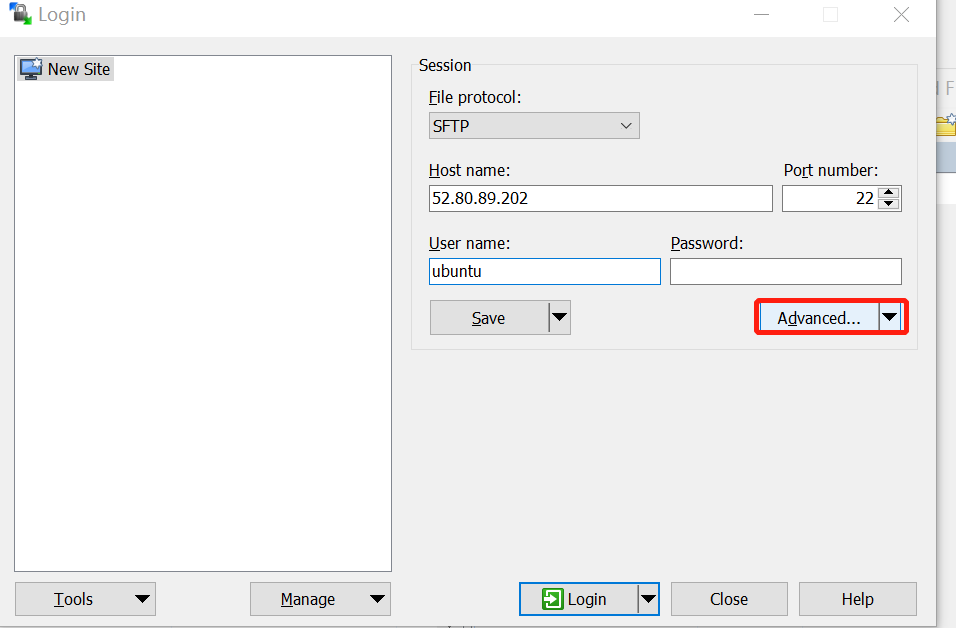 Login
New Site
Session
File protocol:
SFTP
Host name:
Port number:
52.80.89.202
22
User name:
Password:
ubuntu
Save
Advanced...
Tools
Manage
Login
Close
Help
F